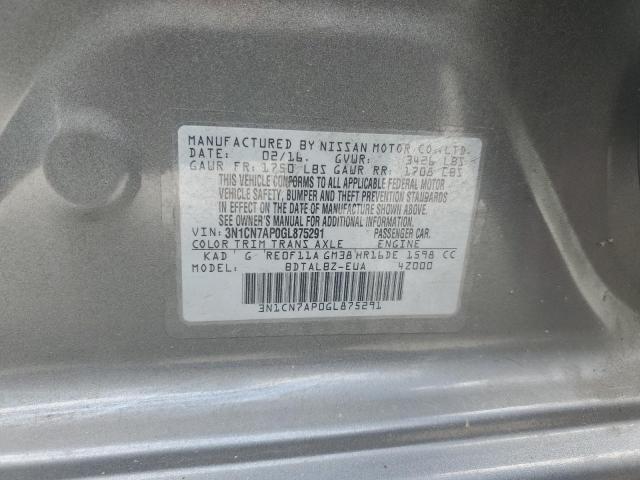 MANUFACTURED BY NISSAN MOTOR CO.,LTD.
DATE: 02/16. GVWR: 3426 LBS
GAWR FR: 1750 LBS GAWR RR: 1708 LBS
THIS VEHICLE CONFORMS TO ALL APPLICABLE FEDERAL MOTOR
VEHICLE SAFETY, BUMPER AND THEFT PREVENTION STANDARDS
IN EFFECT ON THE DATE OF MANUFACTURE SHOWN ABOVE.
SEE OWNER'S MANUAL FOR ADDITIONAL INFORMATION.
VIN: 3N1CN7AP0GL875291 PASSENGER CAR.
COLOR TRIM TRANS AXLE ENGINE
KAD G RE0F11A GM38 HR16DE 1598 CC
MODEL: BDTALBZ-EUA 4Z000
3N1CN7AP0GL875291